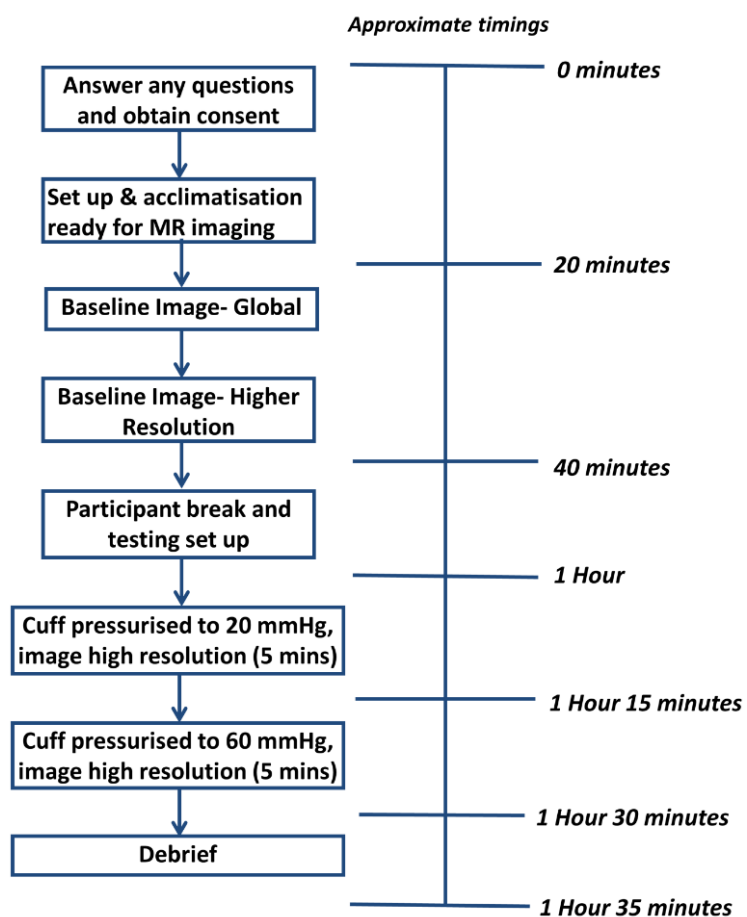 Approximate timings
0 minutes
Answer any questions
and obtain consent
Set up & acclimatisation
ready for MR imaging
20 minutes
Baseline Image- Global
Baseline Image- Higher
Resolution
40 minutes
Participant break and
testing set up
1 Hour
Cuff pressurised to 20 mmHg,
image high resolution (5 mins)
1 Hour 15 minutes
Cuff pressurised to 60 mmHg,
image high resolution (5 mins)
1 Hour 30 minutes
Debrief
1 Hour 35 minutes